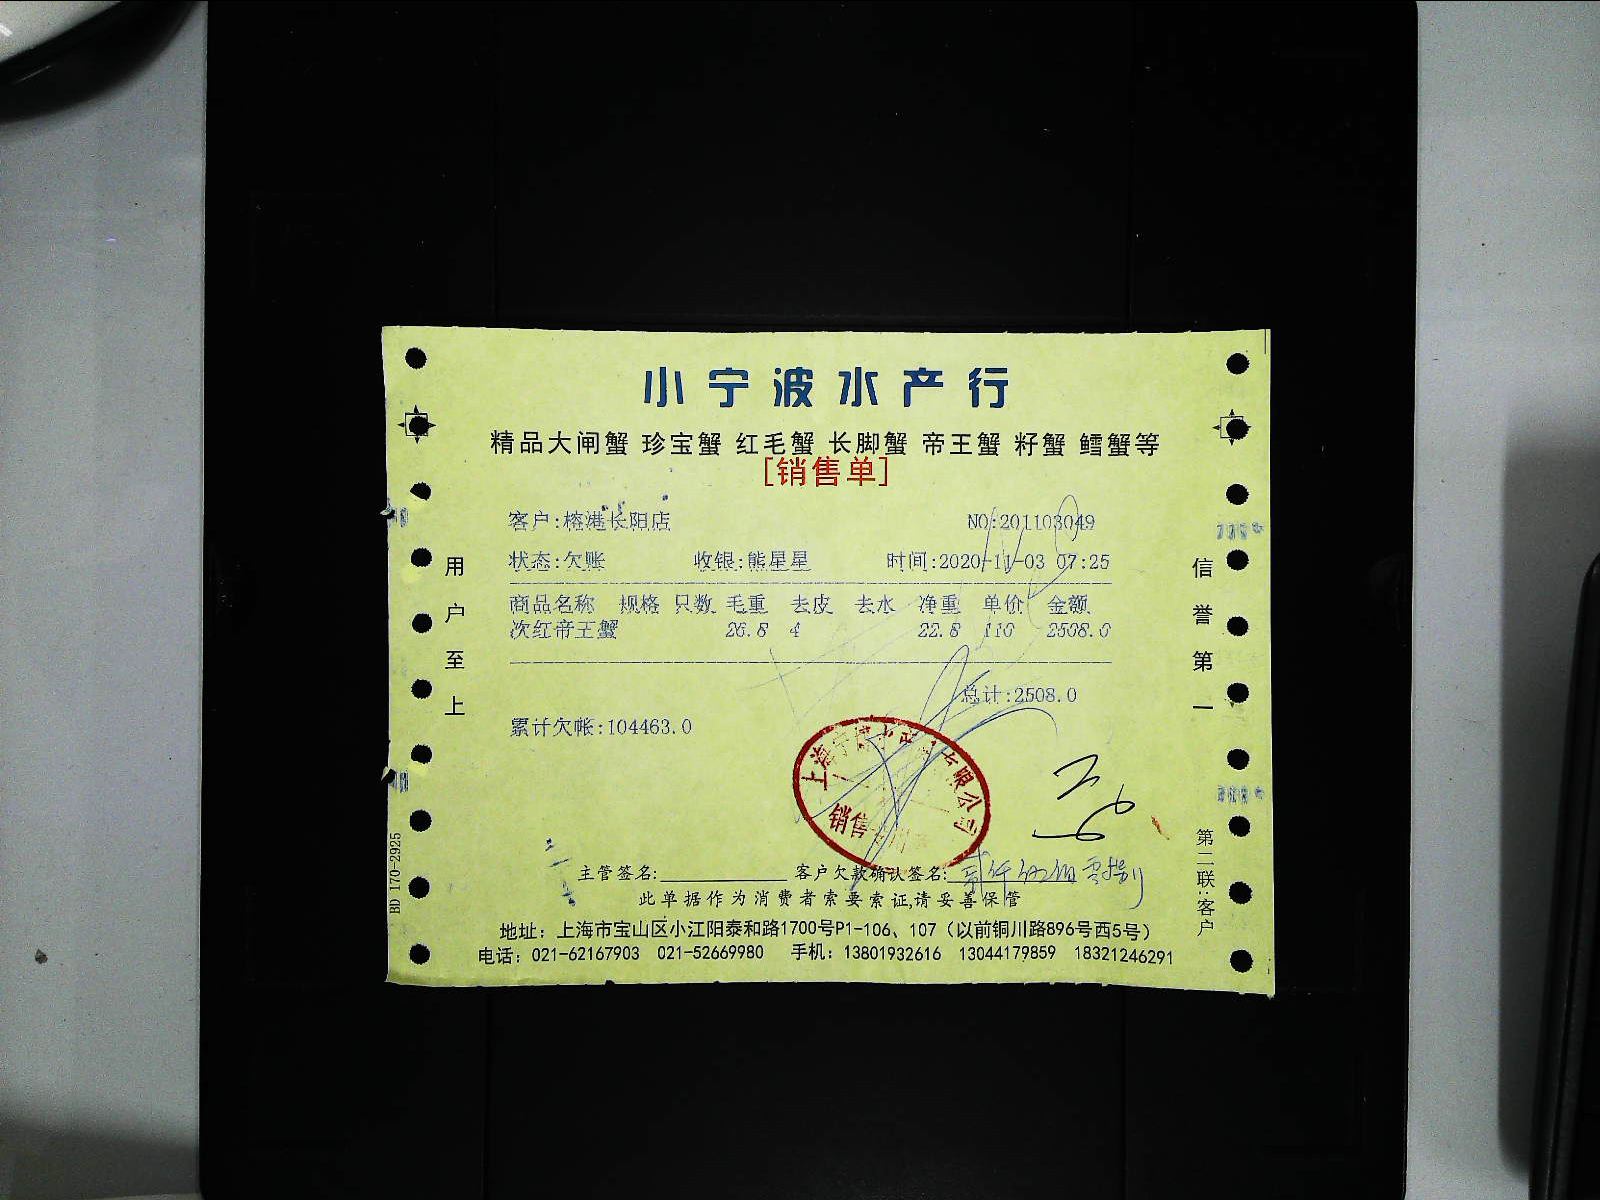 小宁波水产行
精品大闸蟹 珍宝蟹 红毛蟹 长脚蟹 帝王蟹 籽蟹 鳕蟹等
[销售单]
客户:榕港长阳店 NO:201103049
状态:欠账 收银:熊星星 时间:2020-11-03 07:25
商品名称 规格 只数 毛重 去皮 去水 净重 单价 金额
次红帝王蟹 26.8 4 22.8 110 2508.0
总计:2508.0
累计欠帐:104463.0
上海 限公司
销售
主管签名: 客户欠款确认签名:
此单据作为消费者索要索证,请妥善保管
地址：上海市宝山区小江阳泰和路1700号P1-106、107（以前铜川路896号西5号）
电话：021-62167903 021-52669980 手机：13801932616 13044179859 18321246291
用户至上
信誉第一
第二联:客户
BD 170-2925